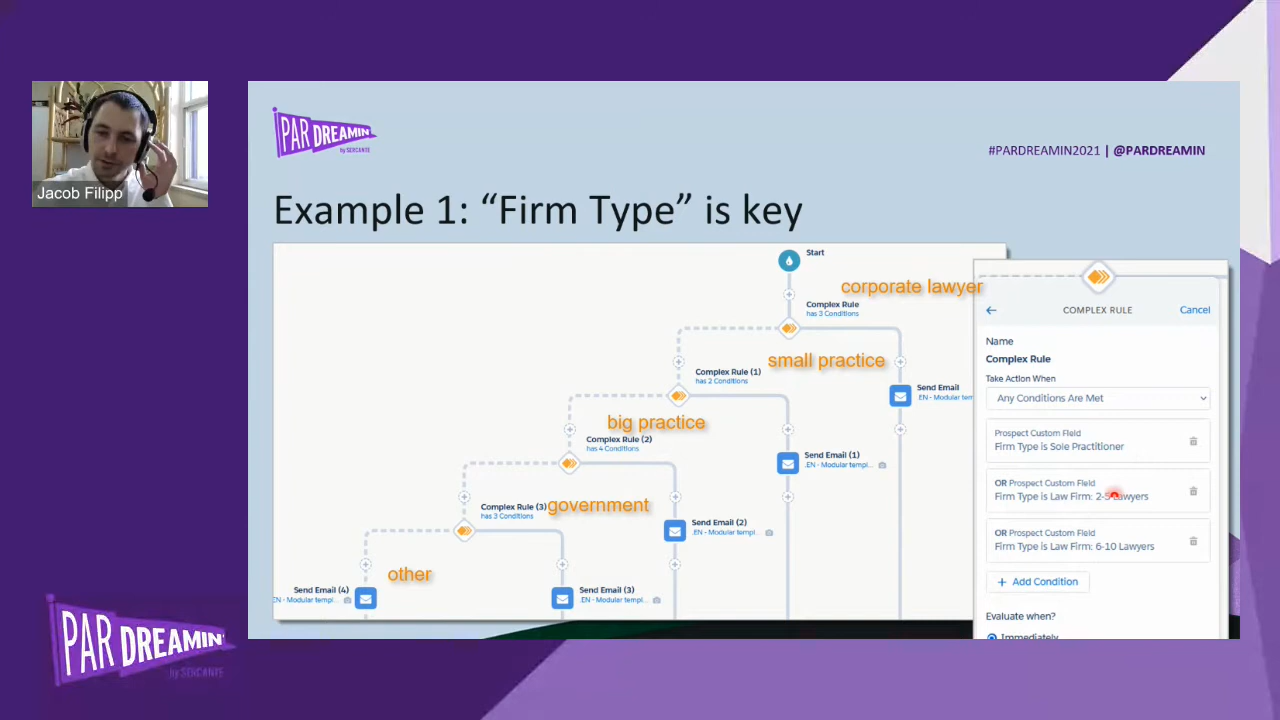 PAR DREAMIN
by SERCANTE
#PARDREAMIN2021 | @PARDREAMIN
Jacob Filipp
Example 1: “Firm Type” is key
Start
corporate lawyer
Complex Rule
has 3 Conditions
small practice
Complex Rule (1)
has 2 Conditions
Send Email
EN - Modular tem
big practice
Complex Rule (2)
has 4 Conditions
Send Email (1)
.EN - Modular templ...
government
Complex Rule (3)
has 3 Conditions
Send Email (2)
.EN - Modular templ...
other
Send Email (4)
EN - Modular templ...
Send Email (3)
.EN - Modular templ...
COMPLEX RULE
Cancel
Name
Complex Rule
Take Action When
Any Conditions Are Met
Prospect Custom Field
Firm Type is Sole Practitioner
OR Prospect Custom Field
Firm Type is Law Firm: 2-5 Lawyers
OR Prospect Custom Field
Firm Type is Law Firm: 6-10 Lawyers
+ Add Condition
Evaluate when?
Immediately
PAR DREAMIN'
by SERCANTE